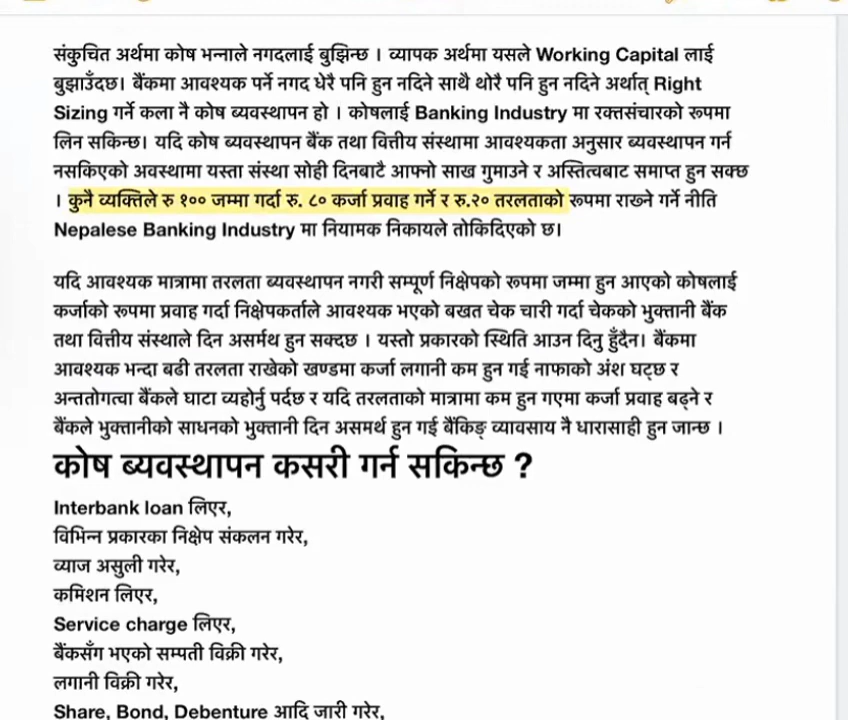 संकुचित अर्थमा कोष भन्नाले नगदलाई बुझिन्छ । व्यापक अर्थमा यसले Working Capital लाई
बुझाउँदछ। बैंकमा आवश्यक पर्ने नगद धेरै पनि हुन नदिने साथै थोरै पनि हुन नदिने अर्थात् Right
Sizing गर्ने कला नै कोष ब्यवस्थापन हो । कोषलाई Banking Industry मा रक्तसंचारको रूपमा
लिन सकिन्छ। यदि कोष ब्यवस्थापन बैंक तथा वित्तीय संस्थामा आवश्यकता अनुसार ब्यवस्थापन गर्न
नसकिएको अवस्थामा यस्ता संस्था सोही दिनबाटै आफ्नो साख गुमाउने र अस्तित्वबाट समाप्त हुन सक्छ
। कुनै व्यक्तिले रु १०० जम्मा गर्दा रु. ८० कर्जा प्रवाह गर्ने र रु.२० तरलताको रूपमा राख्ने गर्ने नीति
Nepalese Banking Industry मा नियामक निकायले तोकिदिएको छ।
यदि आवश्यक मात्रामा तरलता ब्यवस्थापन नगरी सम्पूर्ण निक्षेपको रूपमा जम्मा हुन आएको कोषलाई
कर्जाको रूपमा प्रवाह गर्दा निक्षेपकर्ताले आवश्यक भएको बखत चेक चारी गर्दा चेकको भुक्तानी बैंक
तथा वित्तीय संस्थाले दिन असर्मथ हुन सक्दछ । यस्तो प्रकारको स्थिति आउन दिनु हुँदैन। बैंकमा
आवश्यक भन्दा बढी तरलता राखेको खण्डमा कर्जा लगानी कम हुन गई नाफाको अंश घट्छ र
अन्ततोगत्वा बैंकले घाटा व्यहोर्नु पर्दछ र यदि तरलताको मात्रामा कम हुन गएमा कर्जा प्रवाह बढ्ने र
बैंकले भुक्तानीको साधनको भुक्तानी दिन असमर्थ हुन गई बैंकिङ्ग व्यावसाय नै धारासाही हुन जान्छ ।
कोष ब्यवस्थापन कसरी गर्न सकिन्छ ?
Interbank loan लिएर,
विभिन्न प्रकारका निक्षेप संकलन गरेर,
व्याज असुली गरेर,
कमिशन लिएर,
Service charge लिएर,
बैंकसँग भएको सम्पती विक्री गरेर,
लगानी विक्री गरेर,
Share, Bond, Debenture आदि जारी गरेर,